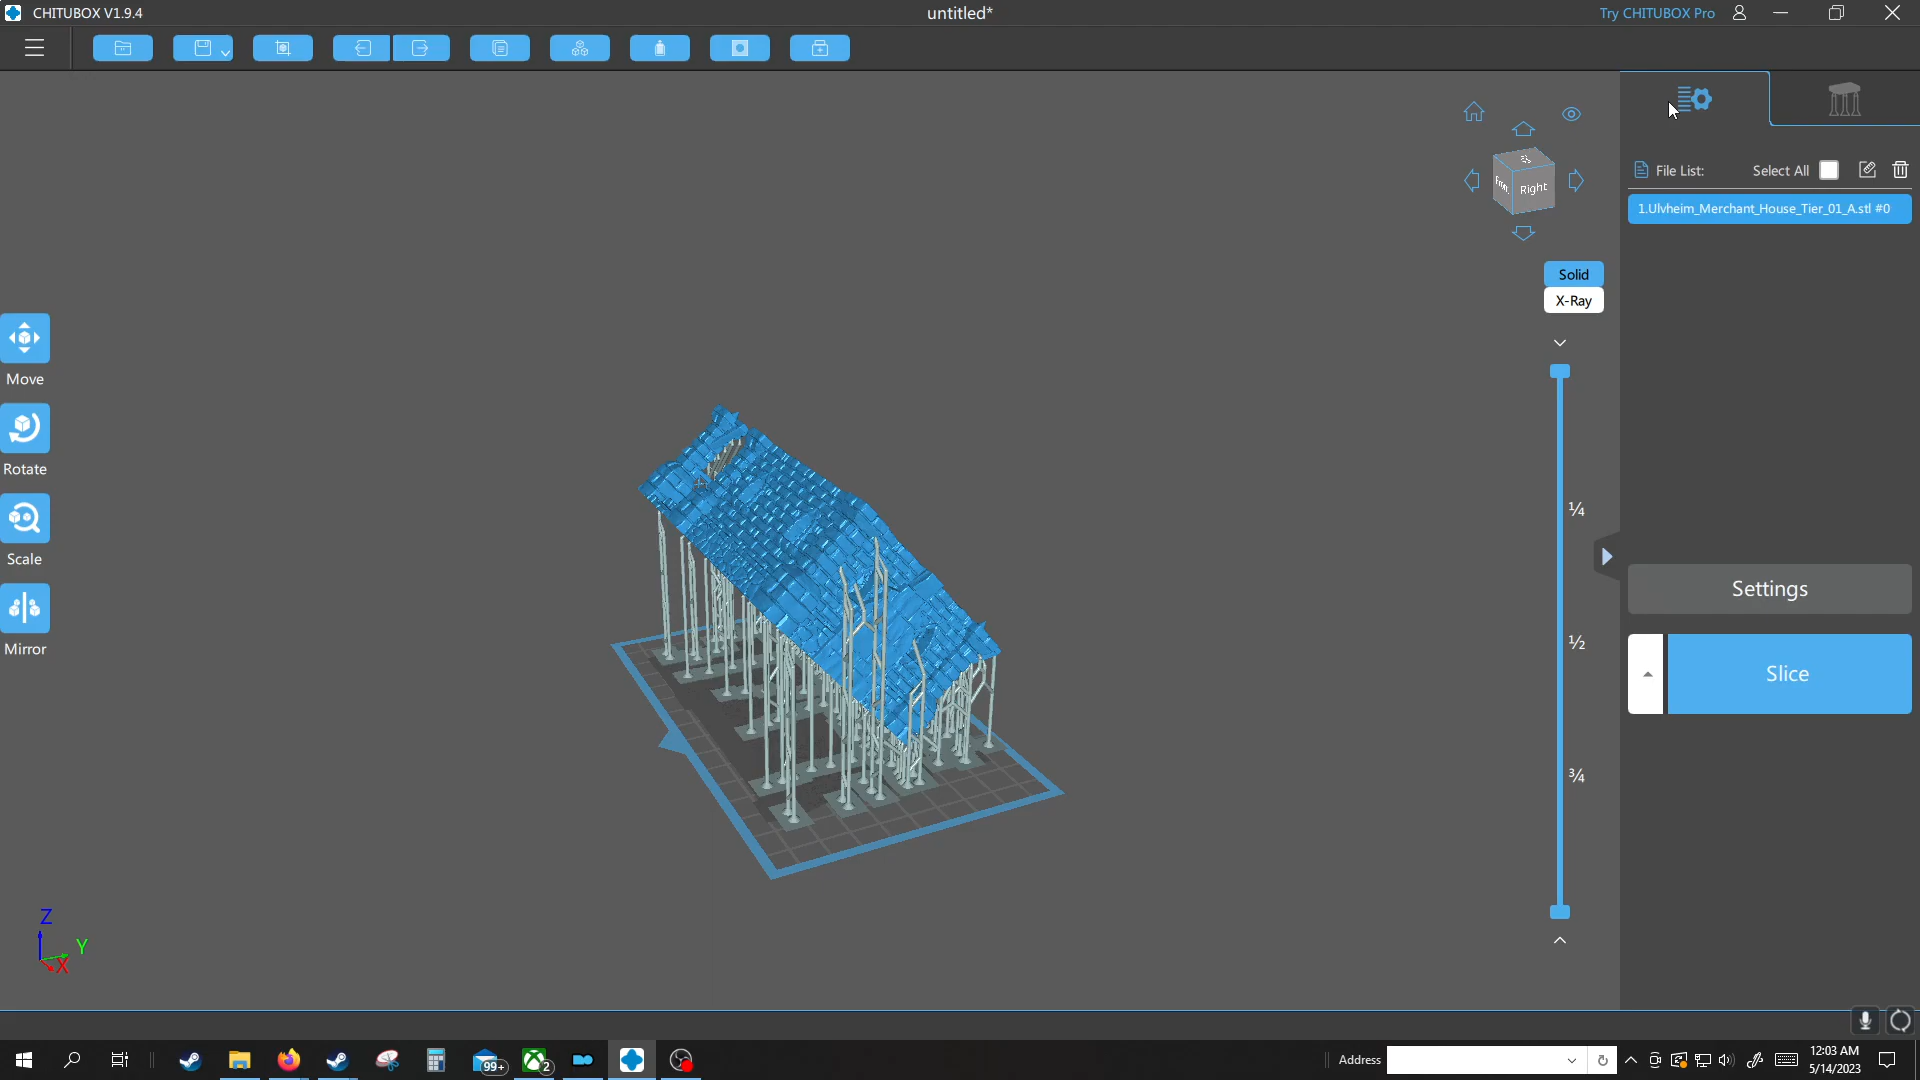 CHITUBOX V1.9.4
untitled*
Try CHITUBOX Pro
File List:
Select All
1.Ulvheim_Merchant_House_Tier_01_A.stl #0
Front
Right
Solid
X-Ray
Move
Rotate
Scale
Mirror
¼
½
¾
Settings
Slice
Z
Y
X
99+
2
Address
12:03 AM
5/14/2023